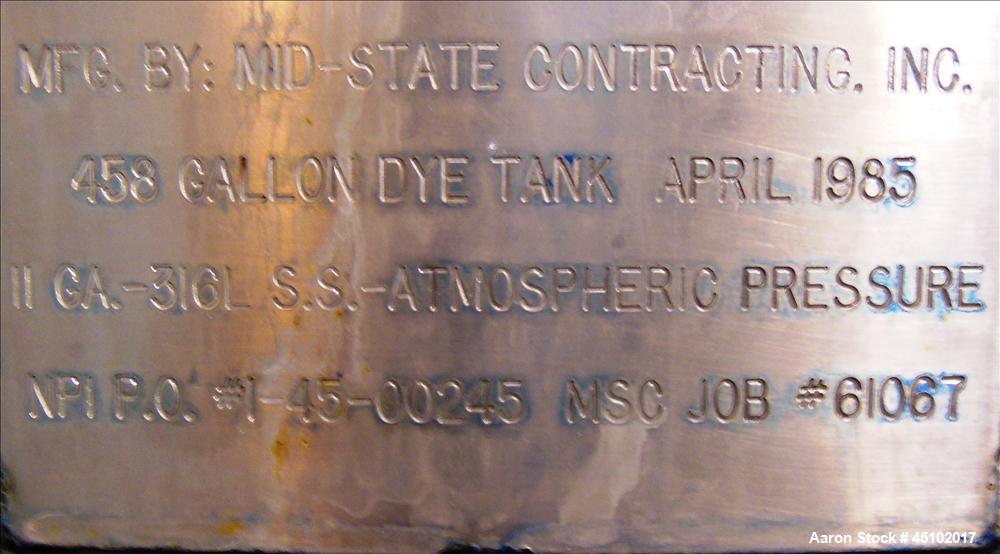 MFG. BY: MID-STATE CONTRACTING, INC.
458 GALLON DYE TANK APRIL 1985
11 GA.-316L S.S.-ATMOSPHERIC PRESSURE
NPI P.O. #1-45-00245 MSC JOB #61067
Aaron Stock # 45102017